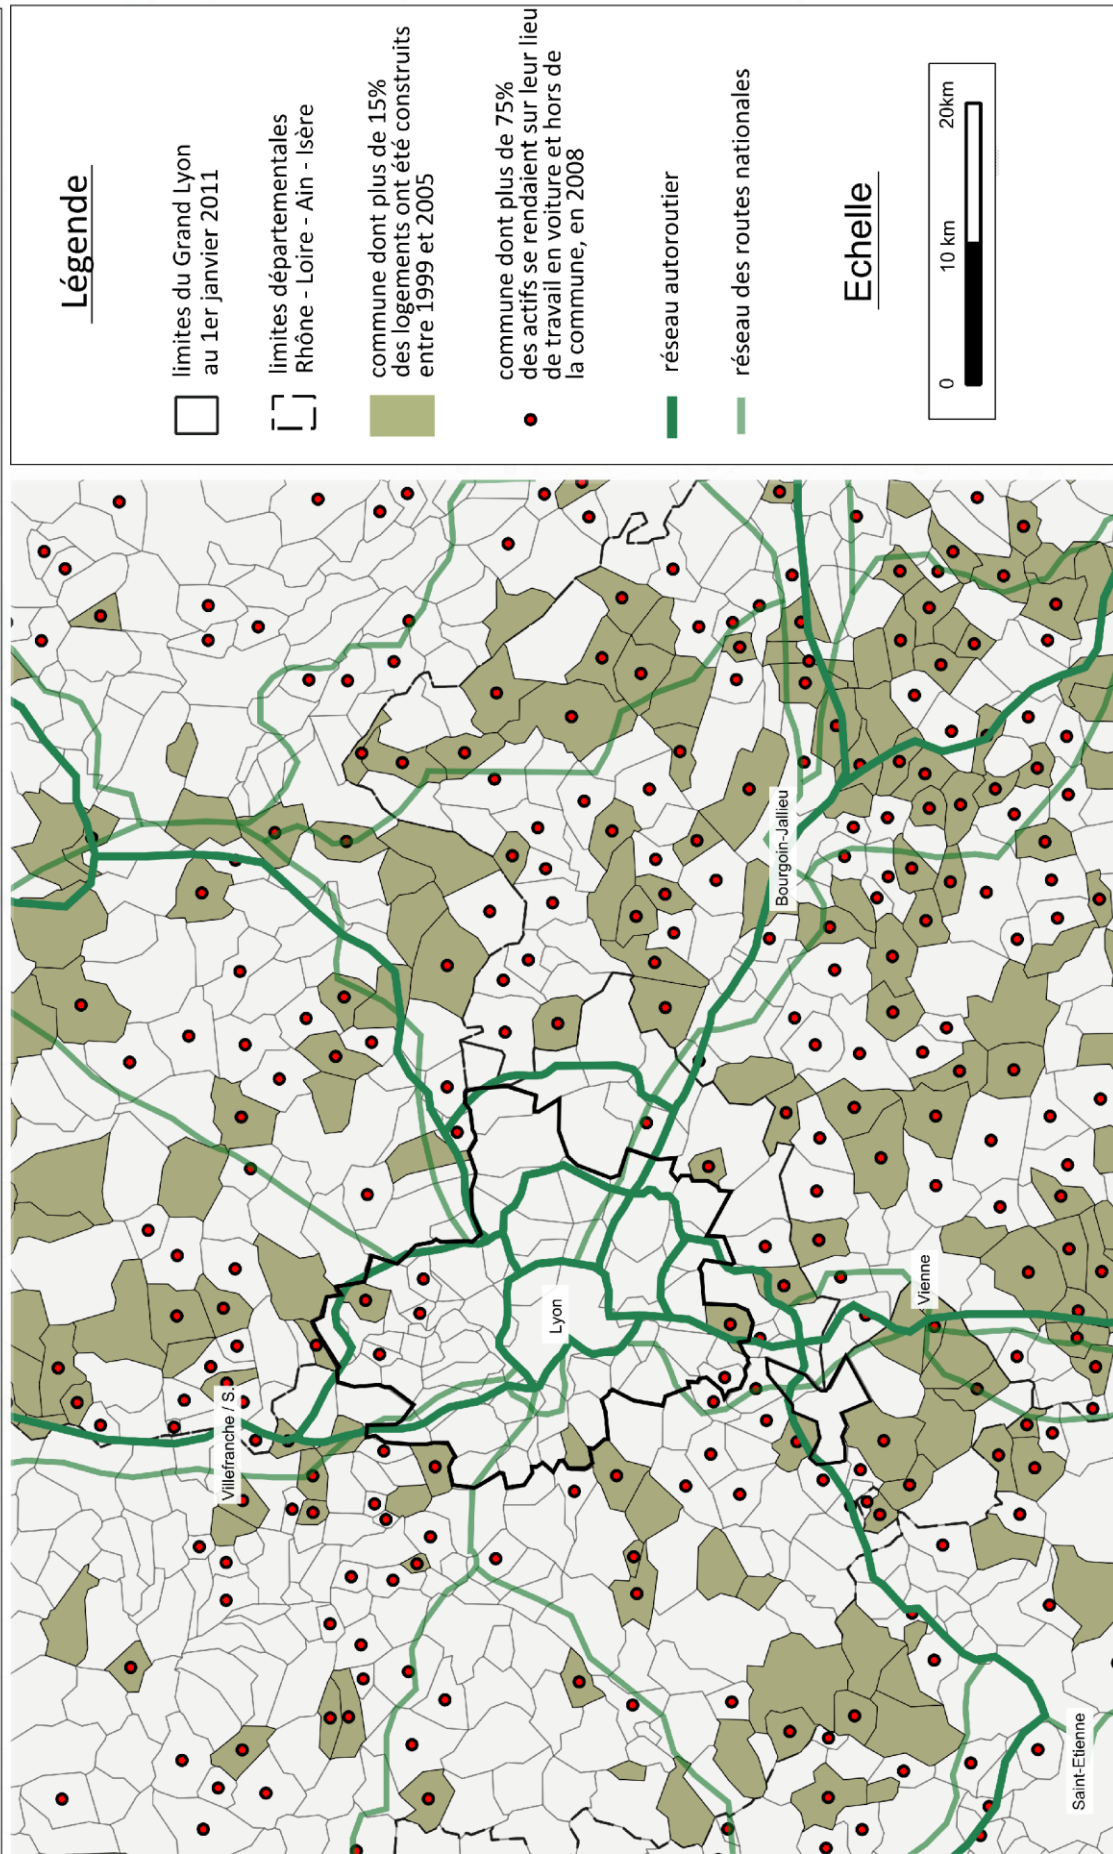 Légende
limites du Grand Lyon
au 1er janvier 2011
limites départementales
Rhône - Loire - Ain - Isère
commune dont plus de 15%
des logements ont été construits
entre 1999 et 2005
commune dont plus de 75%
des actifs se rendaient sur leur lieu
de travail en voiture et hors de
la commune, en 2008
réseau autoroutier
réseau des routes nationales
Echelle
0 10 km 20km
Villefranche / S.
Lyon
Bourgoin-Jallieu
Vienne
Saint-Etienne